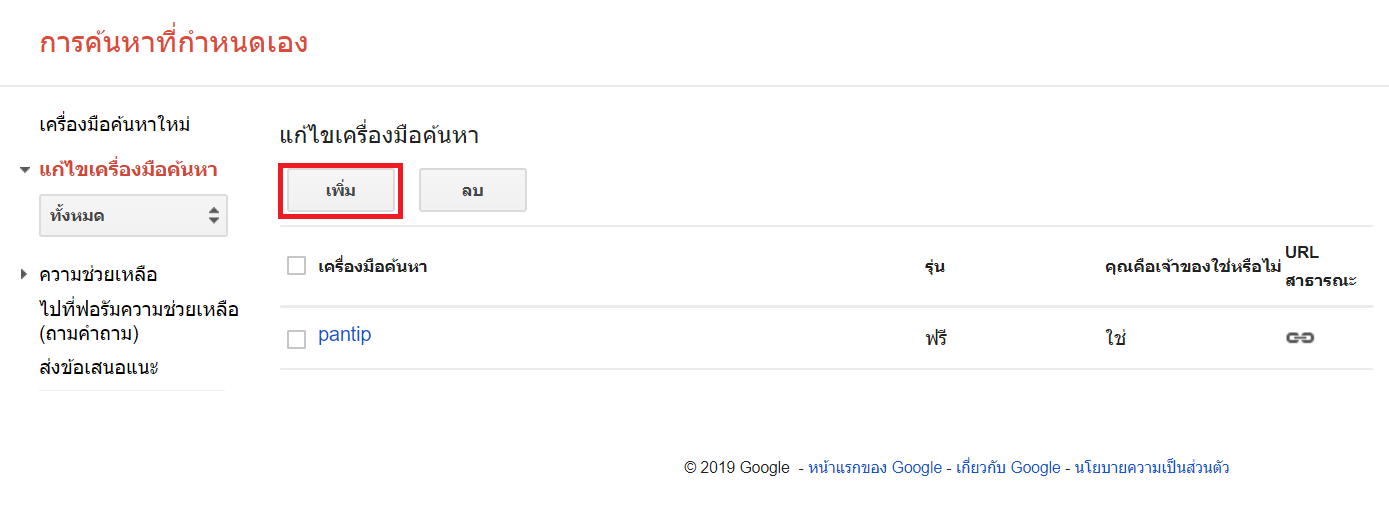 การค้นหาที่กำหนดเอง
เครื่องมือค้นหาใหม่
แก้ไขเครื่องมือค้นหา
ทั้งหมด
ความช่วยเหลือ
ไปที่ฟอรัมความช่วยเหลือ
(ถามคำถาม)
ส่งข้อเสนอแนะ
แก้ไขเครื่องมือค้นหา
เพิ่ม ลบ
เครื่องมือค้นหา รุ่น คุณคือเจ้าของใช่หรือไม่ URL
สาธารณะ
pantip ฟรี ใช่
© 2019 Google - หน้าแรกของ Google - เกี่ยวกับ Google - นโยบายความเป็นส่วนตัว